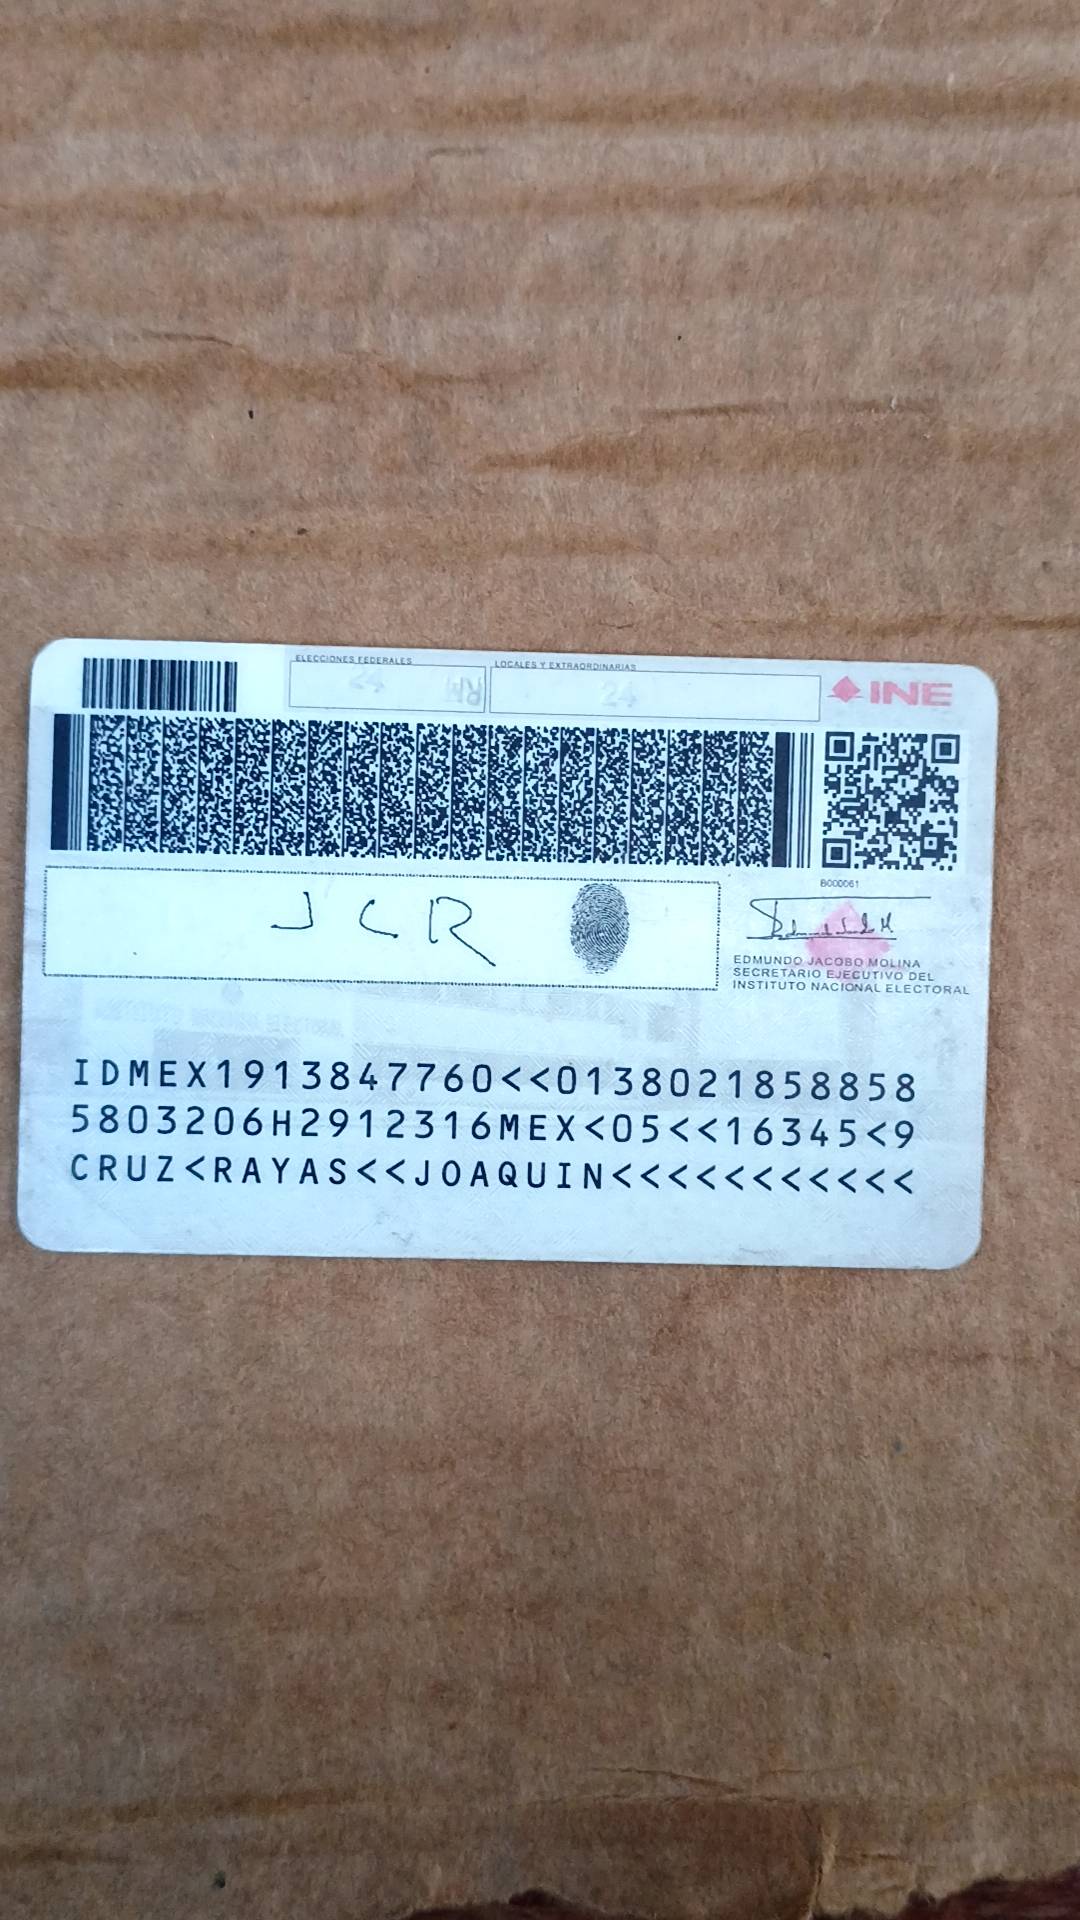 ELECCIONES FEDERALES
LOCALES Y EXTRAORDINARIAS
INE
24
24
B000061
JCR
EDMUNDO JACOBO MOLINA
SECRETARIO EJECUTIVO DEL
INSTITUTO NACIONAL ELECTORAL
IDMEX1913847760<<0138021858858
5803206H2912316MEX<05<<16345<9
CRUZ<RAYAS<<JOAQUIN<<<<<<<<<<<